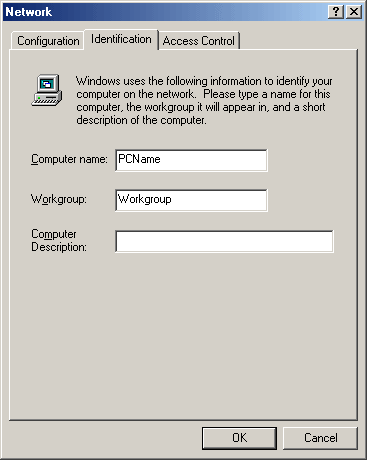 Network
Configuration Identification Access Control
Windows uses the following information to identify your
computer on the network. Please type a name for this
computer, the workgroup it will appear in, and a short
description of the computer.
Computer name: PCName
Workgroup: Workgroup
Computer
Description:
OK Cancel